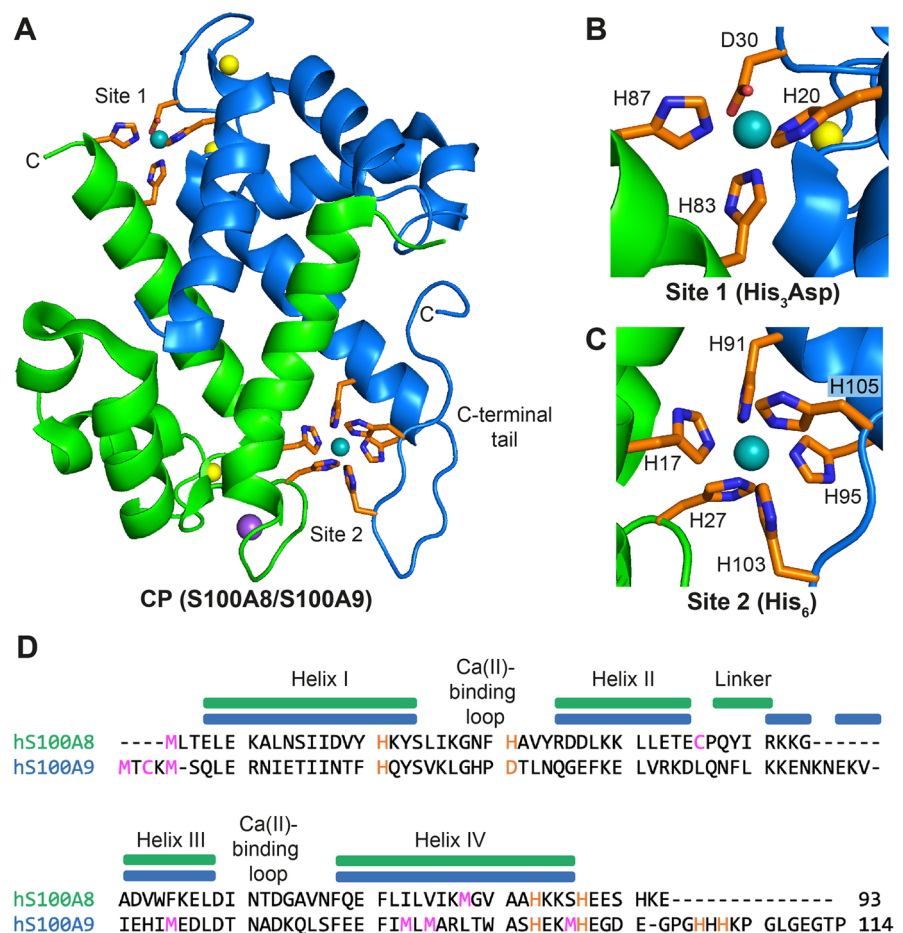 A
Site 1
C
C
C-terminal
tail
Site 2
CP (S100A8/S100A9)
B
D30
H87
H20
H83
Site 1 (His₃Asp)
C
H91
H105
H17
H95
H27
H103
Site 2 (His₆)
D
Helix I
Ca(II)-
binding
loop
Helix II
Linker
hS100A8 ----MLTELE KALNSIIDVY HKYSLIKGNF HAVYRDDLKK LLETECPQYI RKKG------
hS100A9 MTCKM-SQLE RNIETIINTF HQYSVKLGHP DTLNQGEFKE LVRKDLQNFL KKENKNEKV-
Helix III
Ca(II)-
binding
loop
Helix IV
hS100A8 ADVWFKELDI NTDGAVNFQE FLILVIKMGV AAHKKSHEES HKE-------------- 93
hS100A9 IEHIMEDLDT NADKQLSFEE FIMLMARLTW ASHEKMHEGD E-GPGHHHKP GLGEGTP 114